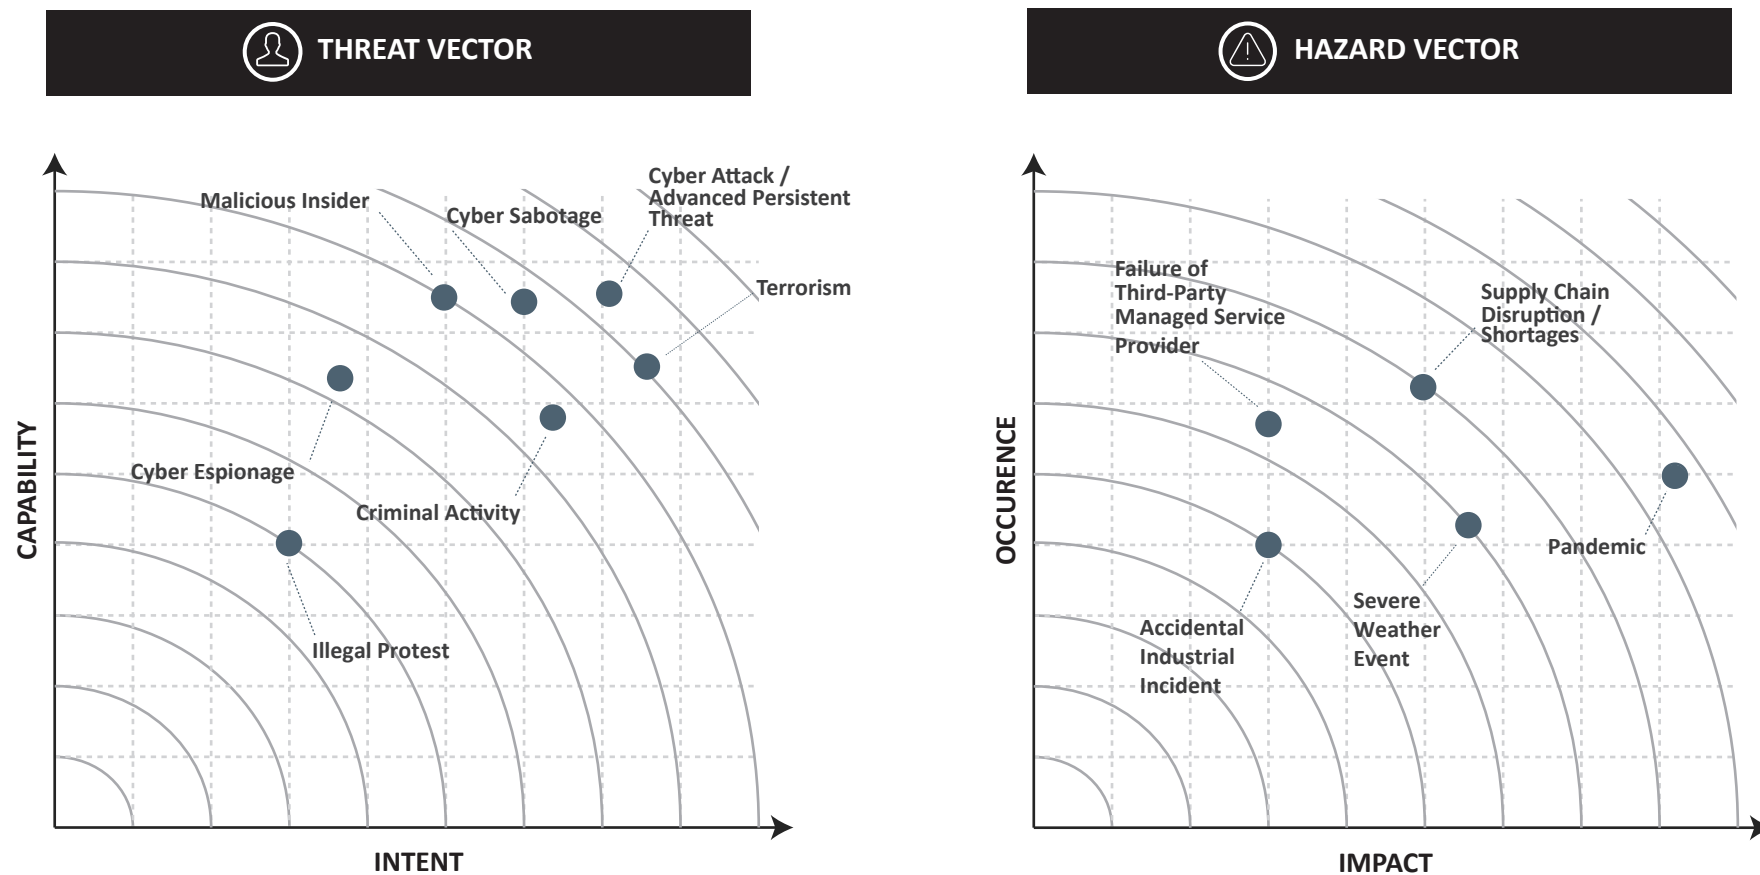 THREAT VECTOR
CAPABILITY
Malicious Insider
Cyber Sabotage
Cyber Attack /
Advanced Persistent
Threat
Terrorism
Cyber Espionage
Criminal Activity
Illegal Protest
INTENT
HAZARD VECTOR
OCCURENCE
Failure of
Third-Party
Managed Service
Provider
Supply Chain
Disruption /
Shortages
Pandemic
Accidental
Industrial
Incident
Severe
Weather
Event
IMPACT